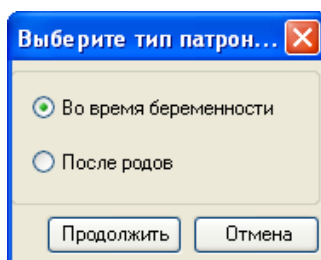 Выберите тип патрон...
Во время беременности
После родов
Продолжить Отмена